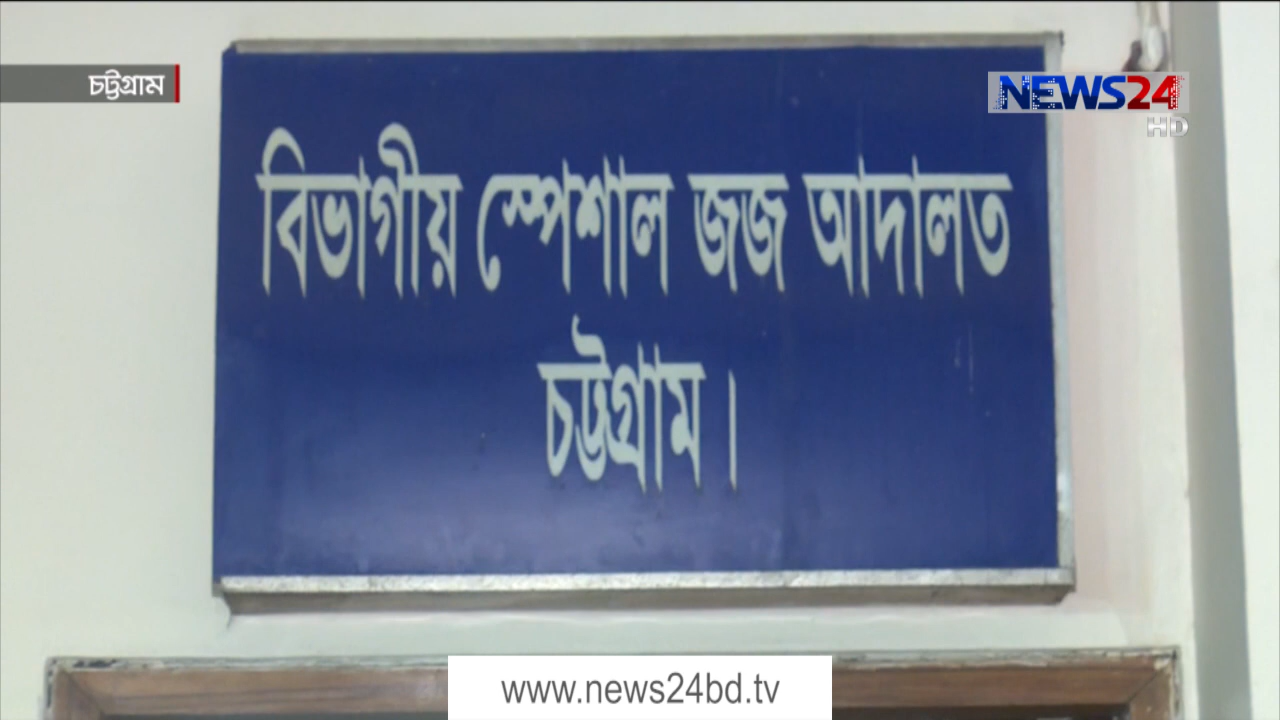 চট্টগ্রাম
NEWS24
HD
বিভাগীয় স্পেশাল জজ আদালত
চট্টগ্রাম।
www.news24bd.tv